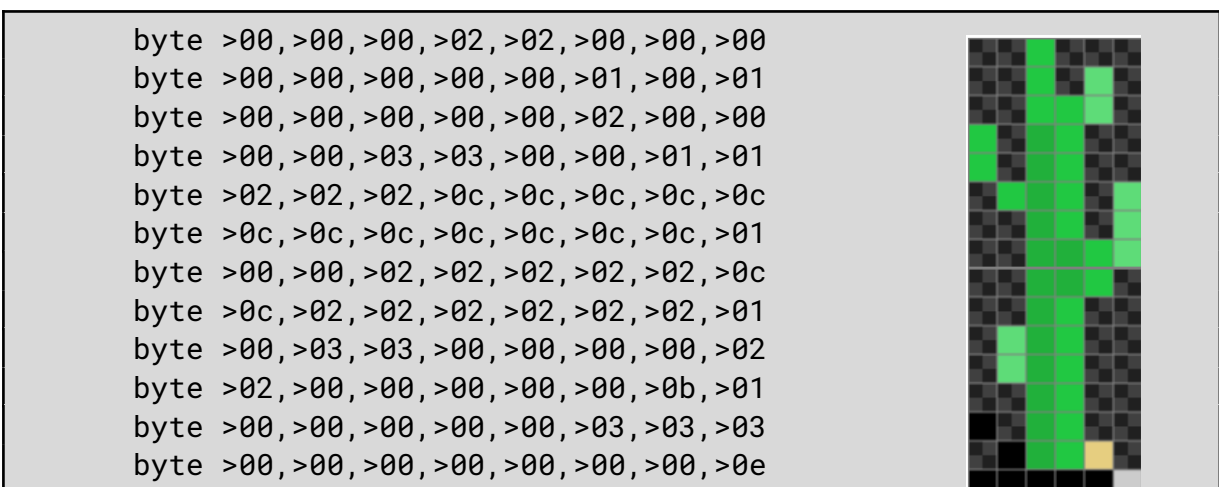 byte >00,>00,>00,>02,>02,>00,>00,>00
byte >00,>00,>00,>00,>00,>01,>00,>01
byte >00,>00,>00,>00,>00,>02,>00,>00
byte >00,>00,>03,>03,>00,>00,>01,>01
byte >02,>02,>02,>0c,>0c,>0c,>0c,>0c
byte >0c,>0c,>0c,>0c,>0c,>0c,>0c,>01
byte >00,>00,>02,>02,>02,>02,>02,>0c
byte >0c,>02,>02,>02,>02,>02,>02,>01
byte >00,>03,>03,>00,>00,>00,>00,>02
byte >02,>00,>00,>00,>00,>00,>0b,>01
byte >00,>00,>00,>00,>00,>03,>03,>03
byte >00,>00,>00,>00,>00,>00,>00,>0e